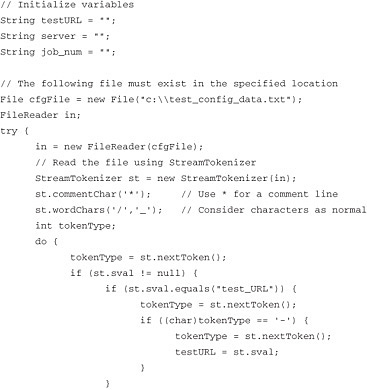 // Initialize variables
String testURL = "";
String server = "";
String job_num = "";
// The following file must exist in the specified location
File cfgFile = new File("c:\\test_config_data.txt");
FileReader in;
try {
in = new FileReader(cfgFile);
// Read the file using StreamTokenizer
StreamTokenizer st = new StreamTokenizer(in);
st.commentChar('*'); // Use * for a comment line
st.wordChars('/','_'); // Consider characters as normal
int tokenType;
do {
tokenType = st.nextToken();
if (st.sval != null) {
if (st.sval.equals("test_URL")) {
tokenType = st.nextToken();
if ((char)tokenType == '-') {
tokenType = st.nextToken();
testURL = st.sval;
}
}